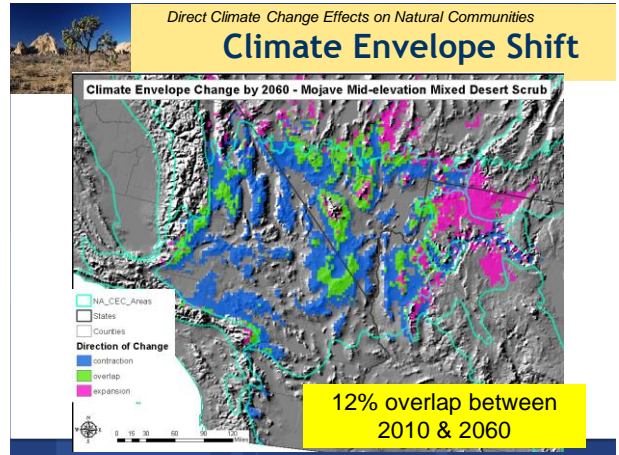 Direct Climate Change Effects on Natural Communities
Climate Envelope Shift
Climate Envelope Change by 2060 - Mojave Mid-elevation Mixed Desert Scrub
NA_CEC_Areas
States
Counties
Direction of Change
contraction
overlap
expansion
N
W E
S
0 15 30 60 90 120
Miles
12% overlap between
2010 & 2060